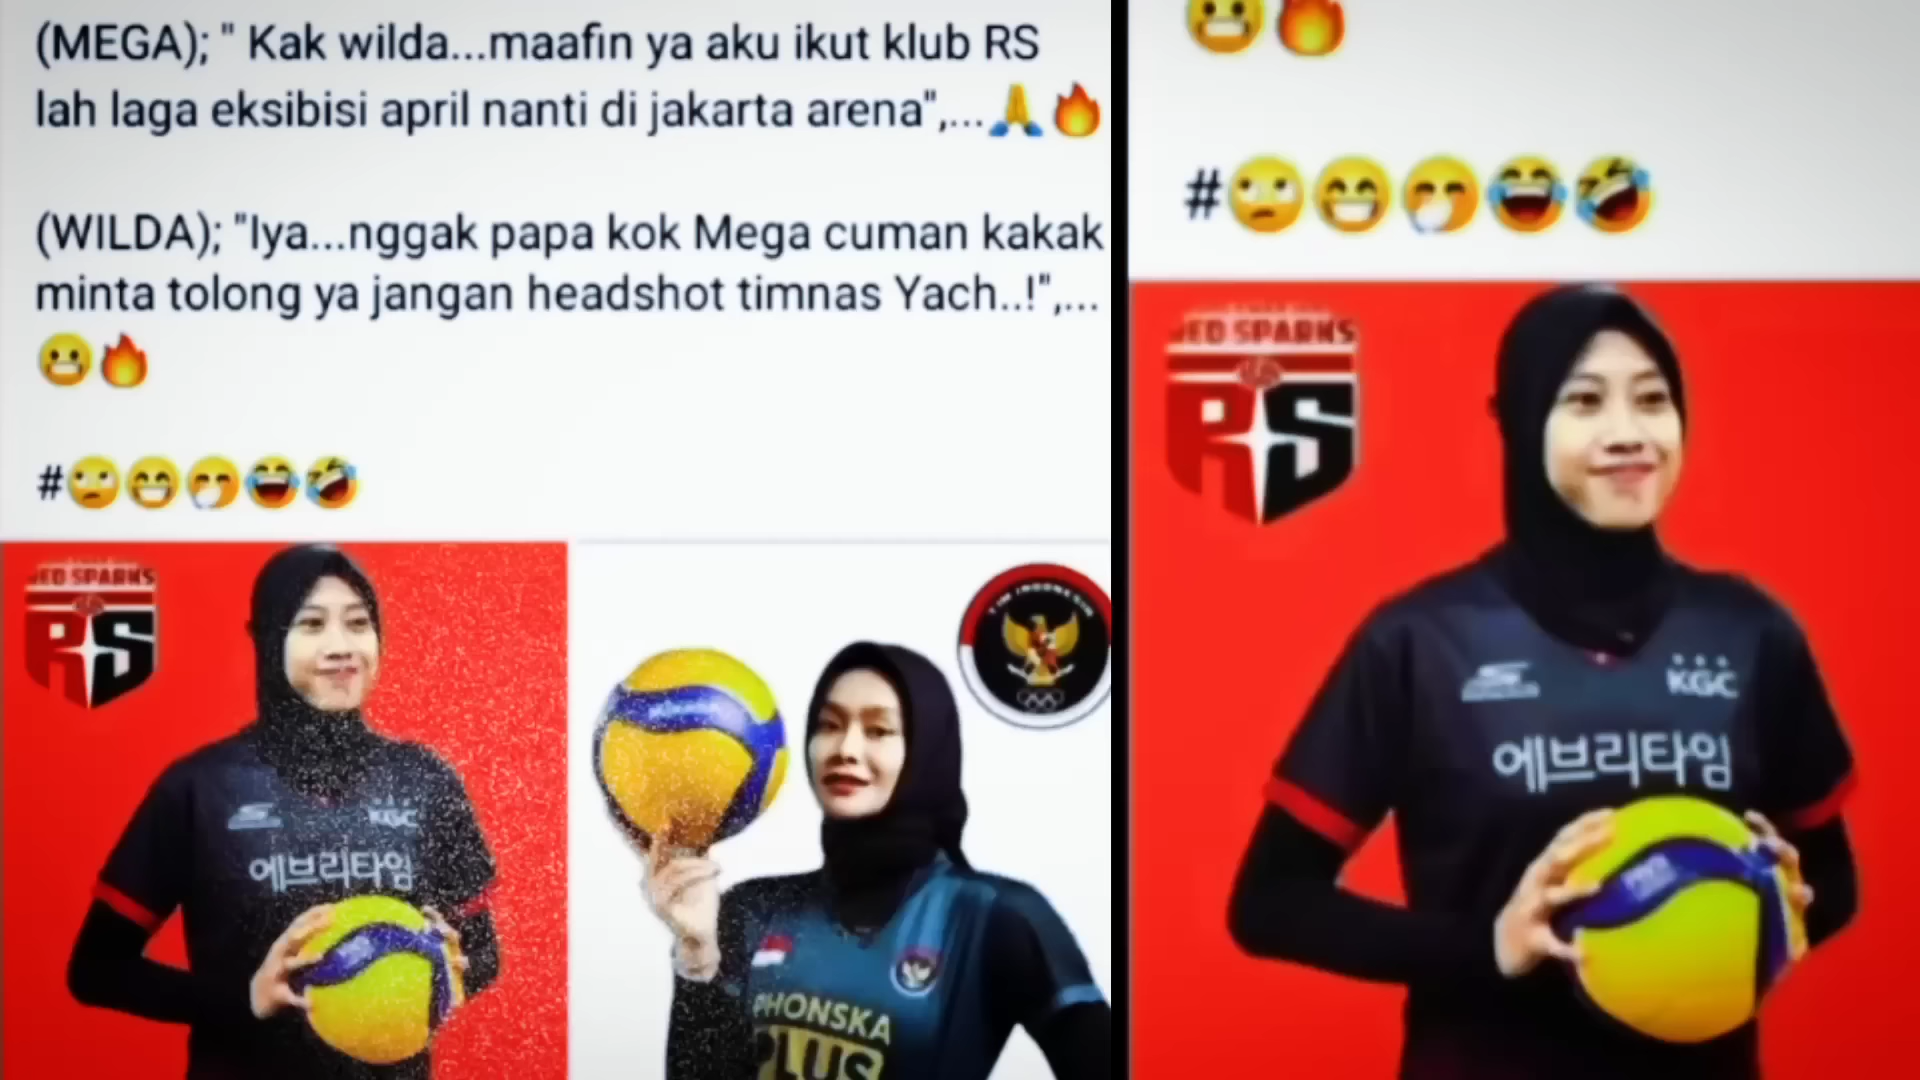 (MEGA); " Kak wilda...maafin ya aku ikut klub RS
lah laga eksibisi april nanti di jakarta arena",...🙏🔥
(WILDA); "Iya...nggak papa kok Mega cuman kakak
minta tolong ya jangan headshot timnas Yach..!",...
😬🔥
#🙄😁🤭😂🤣
RED SPARKS
RS
KGC
에브리타임
TIM INDONESIA
PHONSKA
PLUS
😬🔥
#🙄😁🤭😂🤣
RED SPARKS
RS
KGC
에브리타임